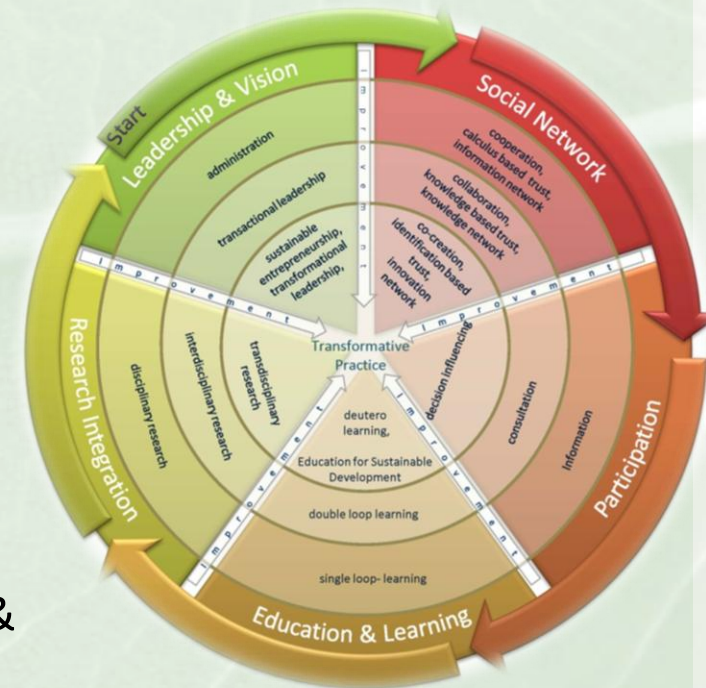 Start
Leadership & Vision
administration
transactional leadership
sustainable
entrepreneurship,
transformational
leadership,
Improvement
Social Network
cooperation,
calculus based trust,
information network
collaboration,
knowledge based trust,
knowledge network
co-creation,
identification based
trust,
innovation
network
Improvement
Participation
Information
consultation
decision influencing
Improvement
Education & Learning
single loop- learning
double loop learning
Education for Sustainable
Development
deutero
learning,
Improvement
Research Integration
disciplinary research
interdisciplinary research
transdisciplinary
research
Improvement
Transformative
Practice
&